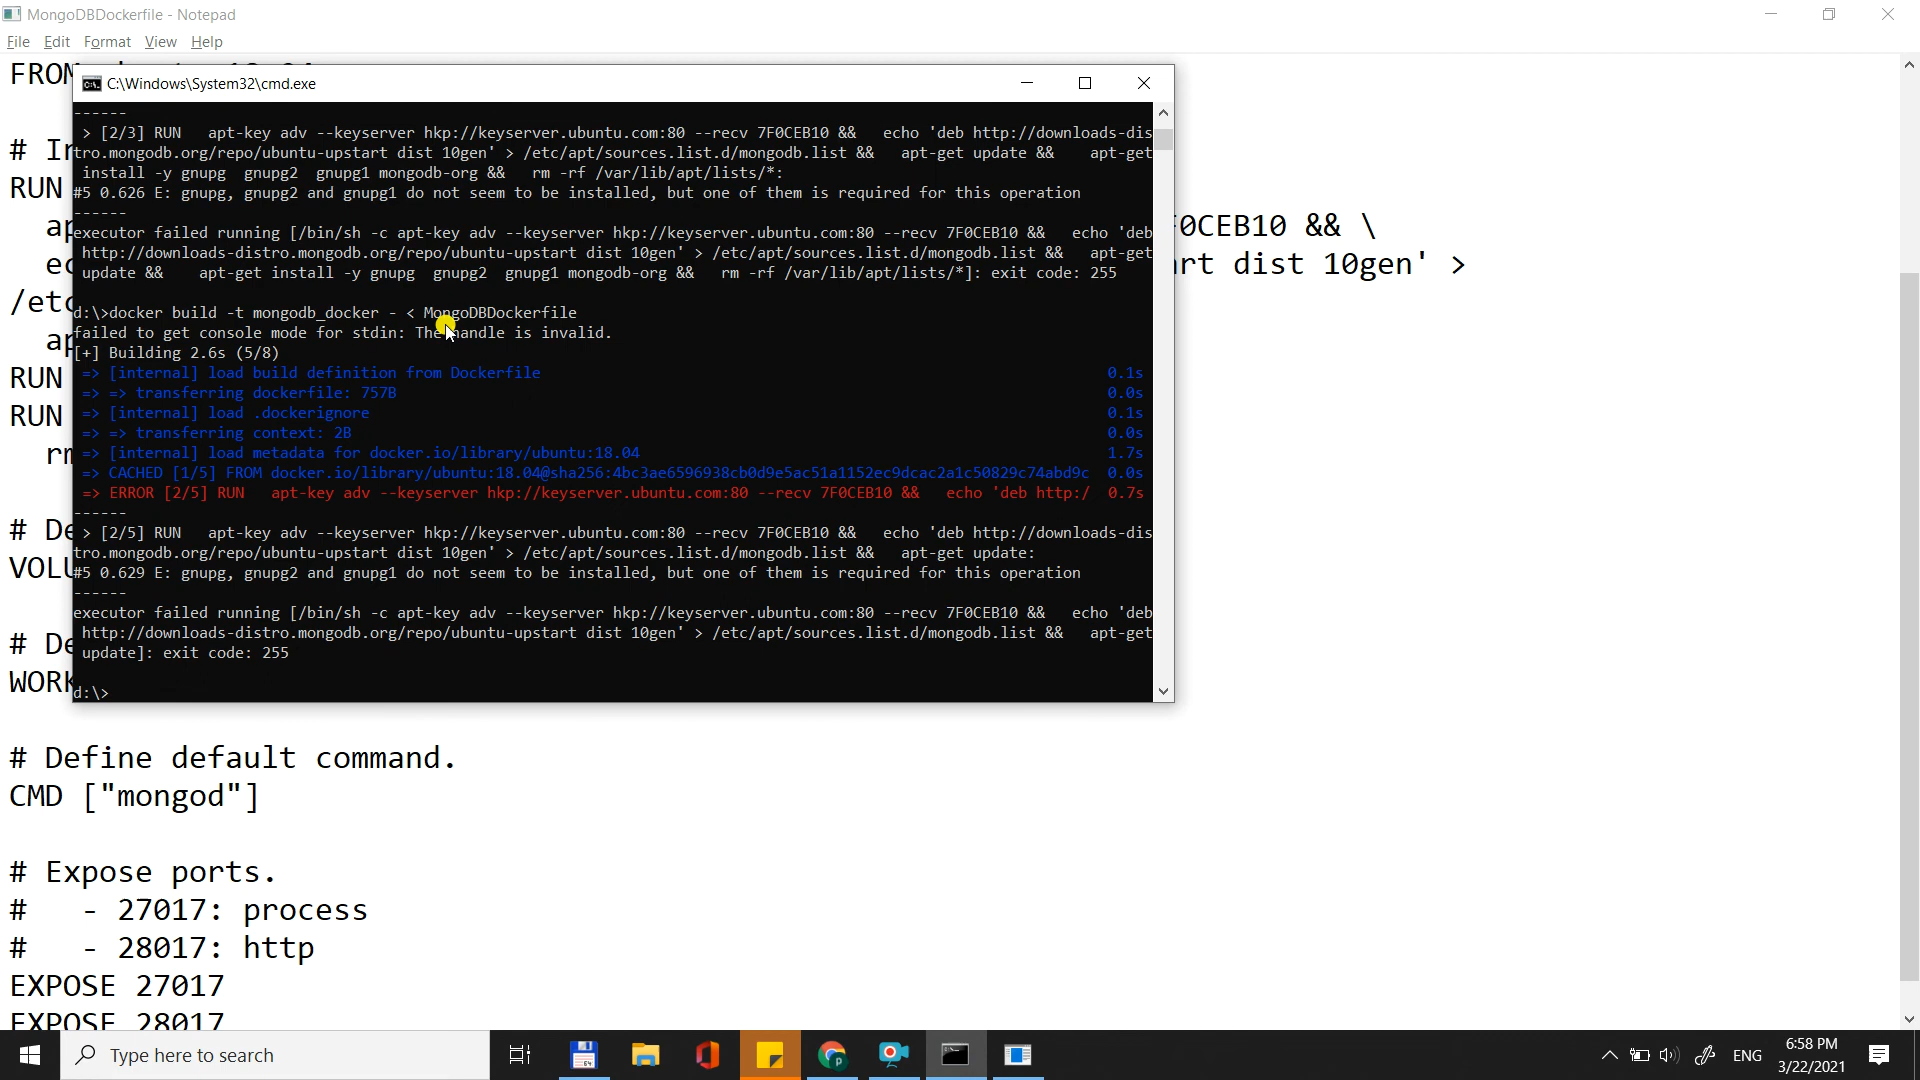 MongoDBDockerfile - Notepad
File Edit Format View Help
FROM
C:\Windows\System32\cmd.exe
------
> [2/3] RUN   apt-key adv --keyserver hkp://keyserver.ubuntu.com:80 --recv 7F0CEB10 &&   echo 'deb http://downloads-dis
tro.mongodb.org/repo/ubuntu-upstart dist 10gen' > /etc/apt/sources.list.d/mongodb.list &&   apt-get update &&    apt-get
install -y gnupg  gnupg2  gnupg1 mongodb-org &&   rm -rf /var/lib/apt/lists/*:
#5 0.626 E: gnupg, gnupg2 and gnupg1 do not seem to be installed, but one of them is required for this operation
------
executor failed running [/bin/sh -c apt-key adv --keyserver hkp://keyserver.ubuntu.com:80 --recv 7F0CEB10 &&   echo 'deb
http://downloads-distro.mongodb.org/repo/ubuntu-upstart dist 10gen' > /etc/apt/sources.list.d/mongodb.list &&   apt-get
update &&    apt-get install -y gnupg  gnupg2  gnupg1 mongodb-org &&   rm -rf /var/lib/apt/lists/*]: exit code: 255
d:\>docker build -t mongodb_docker - < MongoDBDockerfile
failed to get console mode for stdin: The handle is invalid.
[+] Building 2.6s (5/8)
=> [internal] load build definition from Dockerfile 0.1s
=> => transferring dockerfile: 757B 0.0s
=> [internal] load .dockerignore 0.1s
=> => transferring context: 2B 0.0s
=> [internal] load metadata for docker.io/library/ubuntu:18.04 1.7s
=> CACHED [1/5] FROM docker.io/library/ubuntu:18.04@sha256:4bc3ae6596938cb0d9e5ac51a1152ec9dcac2a1c50829c74abd9c 0.0s
=> ERROR [2/5] RUN   apt-key adv --keyserver hkp://keyserver.ubuntu.com:80 --recv 7F0CEB10 &&   echo 'deb http:/ 0.7s
------
> [2/5] RUN   apt-key adv --keyserver hkp://keyserver.ubuntu.com:80 --recv 7F0CEB10 &&   echo 'deb http://downloads-dis
tro.mongodb.org/repo/ubuntu-upstart dist 10gen' > /etc/apt/sources.list.d/mongodb.list &&   apt-get update:
#5 0.629 E: gnupg, gnupg2 and gnupg1 do not seem to be installed, but one of them is required for this operation
------
executor failed running [/bin/sh -c apt-key adv --keyserver hkp://keyserver.ubuntu.com:80 --recv 7F0CEB10 &&   echo 'deb
http://downloads-distro.mongodb.org/repo/ubuntu-upstart dist 10gen' > /etc/apt/sources.list.d/mongodb.list &&   apt-get
update]: exit code: 255
d:\>
# In
RUN
ap
F0CEB10 && \
ec
rt dist 10gen' >
/etc
ap
RUN
RUN
rm
# De
VOLU
# De
WORK
# Define default command.
CMD ["mongod"]
# Expose ports.
#   - 27017: process
#   - 28017: http
EXPOSE 27017
EXPOSE 28017
Type here to search
ENG
6:58 PM
3/22/2021